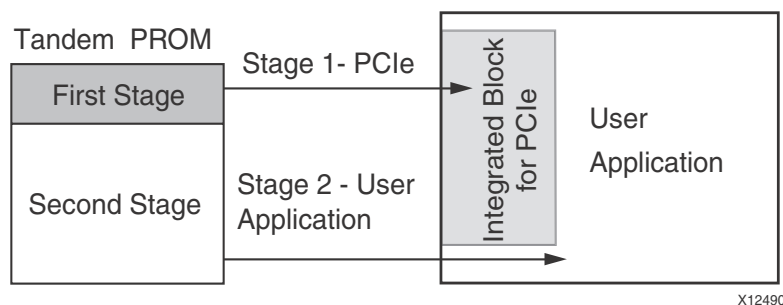 Tandem PROM
First Stage
Second Stage
Stage 1- PCIe
Stage 2 - User
Application
Integrated Block
for PCIe
User
Application
X12490